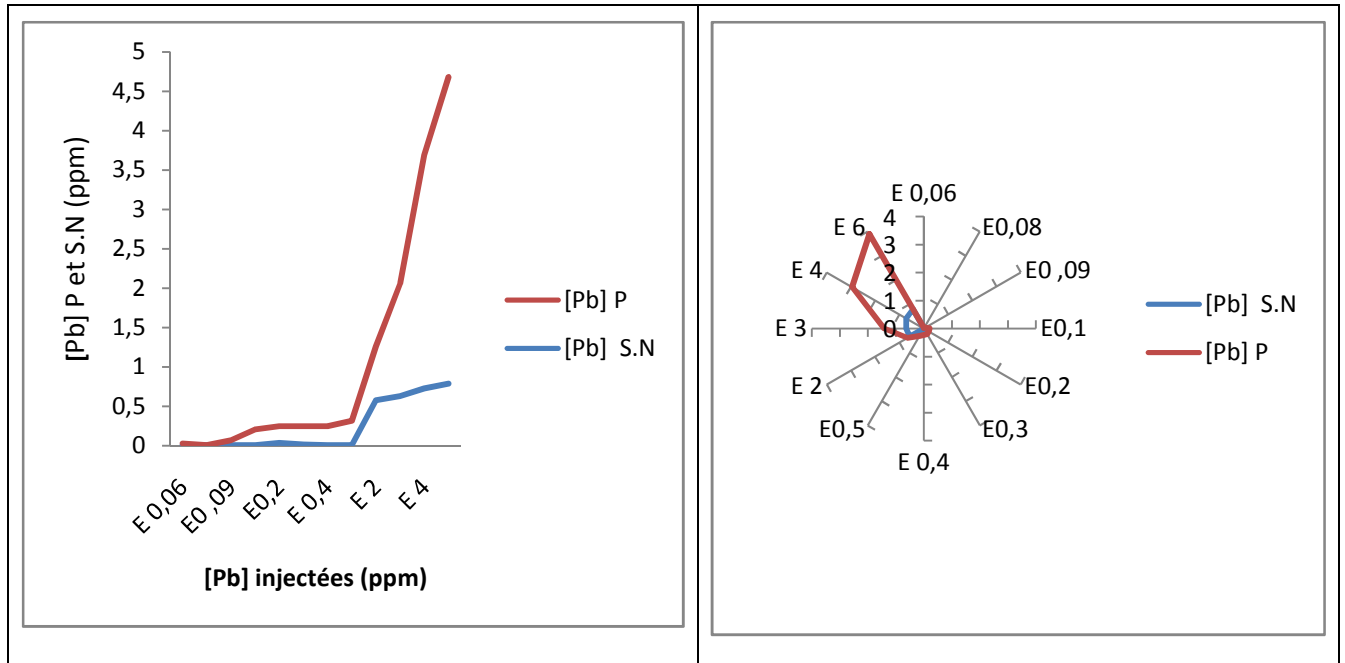 5
4,5
4
3,5
3
2,5
2
1,5
1
0,5
0
[Pb] P et S.N (ppm)
E 0,06
E0 ,09
E0,2
E 0,4
E 2
E 4
[Pb] injectées (ppm)
[Pb] P
[Pb] S.N
E 0,06
E0,08
E0 ,09
E0,1
E0,2
E0,3
E 0,4
E0,5
E 2
E 3
E 4
E 6
4
3
2
1
0
[Pb] S.N
[Pb] P